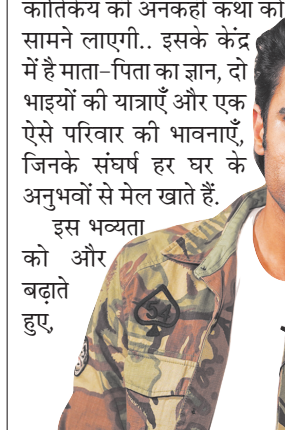 कार्तिकेय की अनकही कथा को
सामने लाएगी.. इसके केंद्र
में है माता-पिता का ज्ञान, दो
भाइयों की यात्राएँ और एक
ऐसे परिवार की भावनाएँ,
जिनके संघर्ष हर घर के
अनुभवों से मेल खाते हैं.
इस भव्यता
को और
बढ़ाते
हुए,